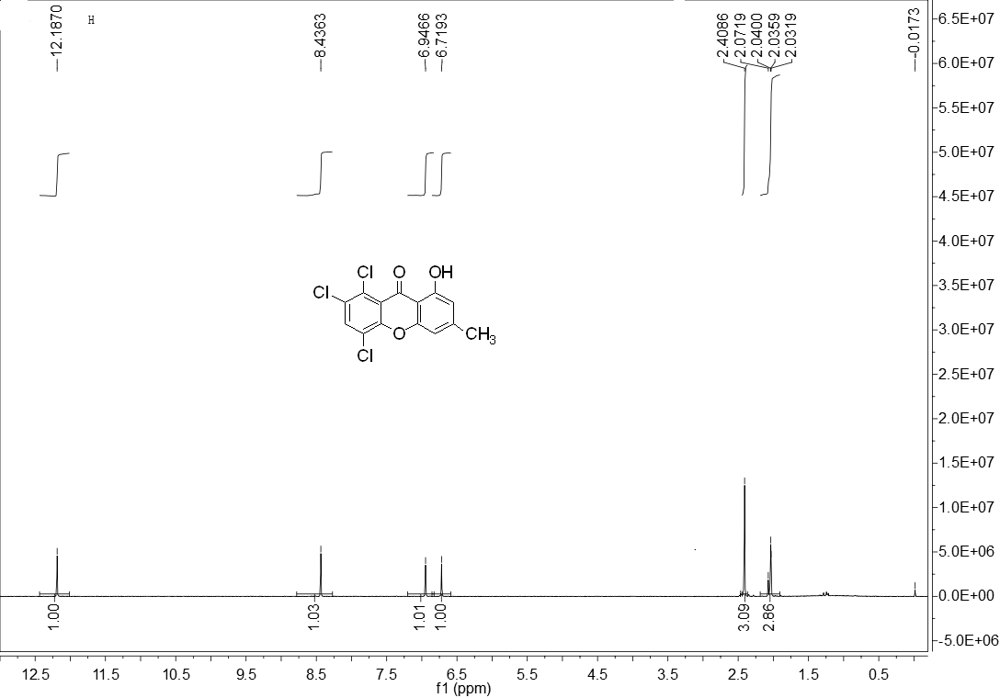 H
12.1870
8.4363
6.9466
6.7193
2.4086
2.0719
2.0400
2.0359
2.0319
-0.0173
6.5E+07
6.0E+07
5.5E+07
5.0E+07
4.5E+07
4.0E+07
3.5E+07
3.0E+07
2.5E+07
2.0E+07
1.5E+07
1.0E+07
5.0E+06
0.0E+00
-5.0E+06
Cl
O
OH
Cl
O
CH3
Cl
1.00
1.03
1.01
1.00
3.09
2.86
12.5
11.5
10.5
9.5
8.5
7.5
6.5
5.5
4.5
3.5
2.5
1.5
0.5
f1 (ppm)